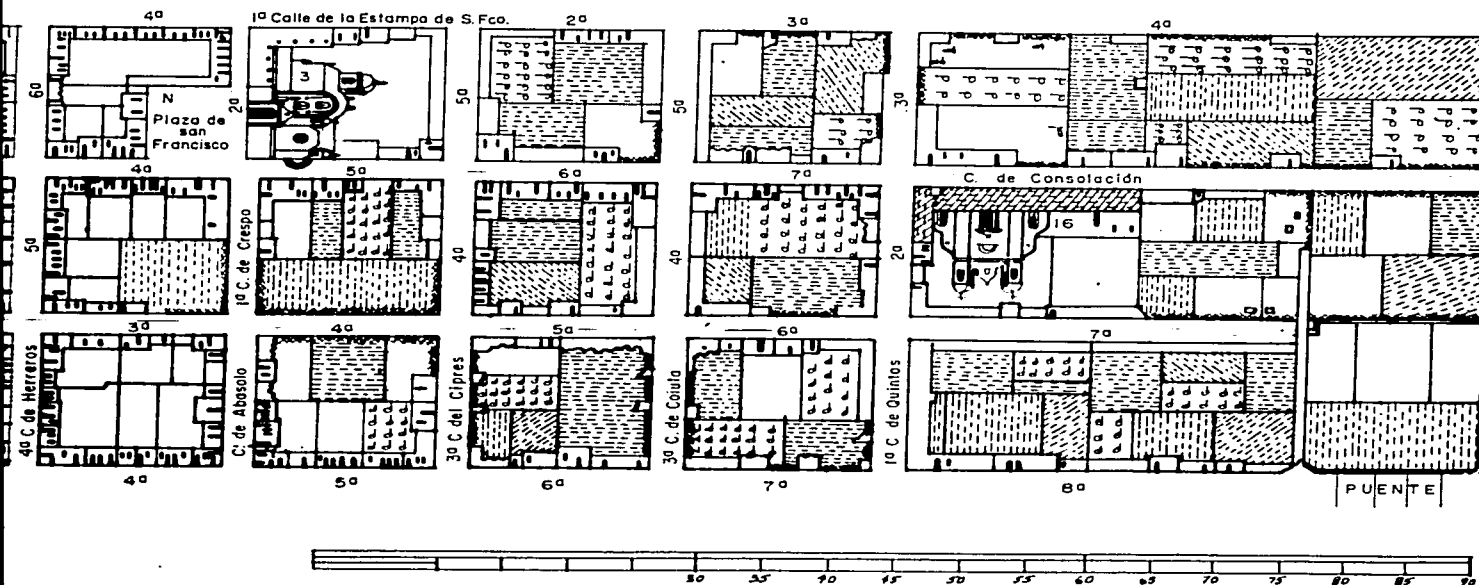 4ª
1ª Calle de la Estampa de S. Fco.
2ª
3ª
4ª
6ª
N
Plaza de
san
Francisco
2ª
3
5ª
5ª
3ª
4ª
5ª
6ª
7ª
C. de Consolación
5ª
1ª C. de Crespo
4ª
4ª
2ª
16
3ª
4ª
5ª
6ª
7ª
4ª C. de Herreros
C. de Abasolo
3ª C. del Cipres
3ª C. de
1ª C. de Quintos
4ª
5ª
6ª
7ª
8ª
PUENTE
30 35 40 45 50 55 60 65 70 75 80 85 90